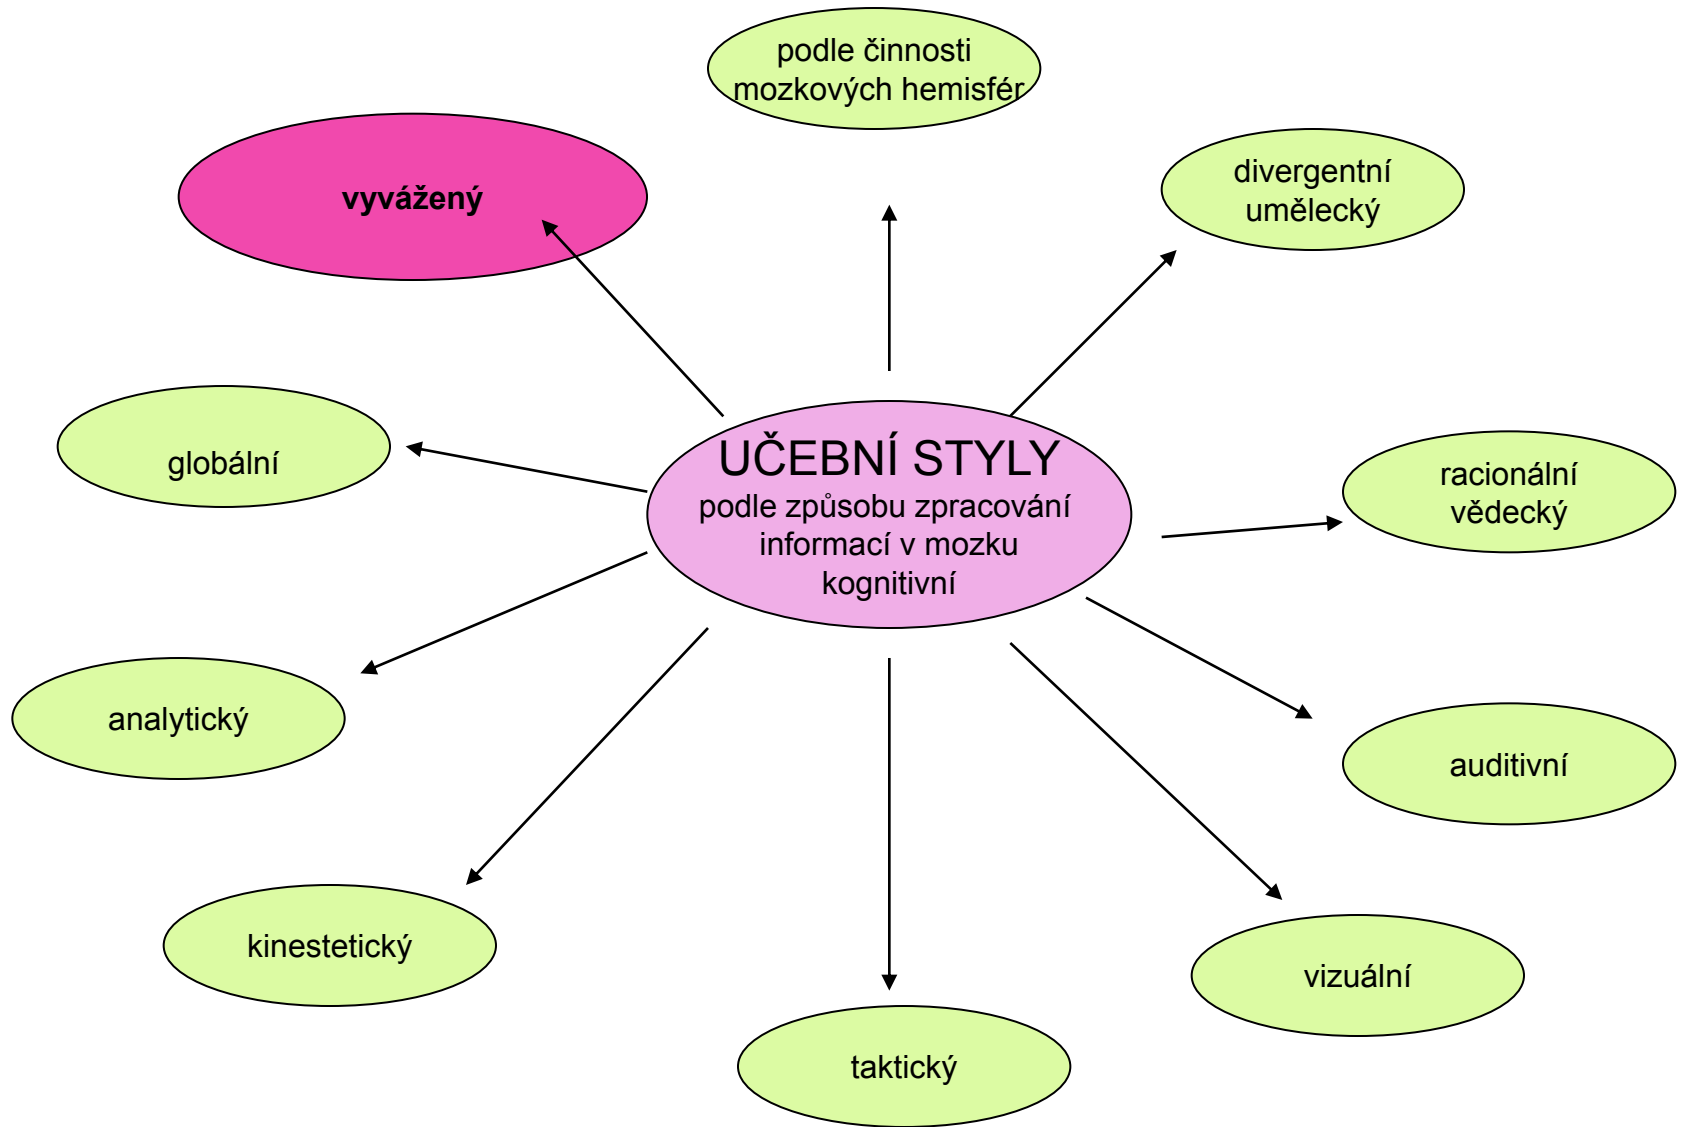 podle činnosti
mozkových hemisfér
divergentní
umělecký
vyvážený
globální
UČEBNÍ STYLY
podle způsobu zpracování
informací v mozku
kognitivní
racionální
vědecký
analytický
auditivní
kinestetický
vizuální
taktický